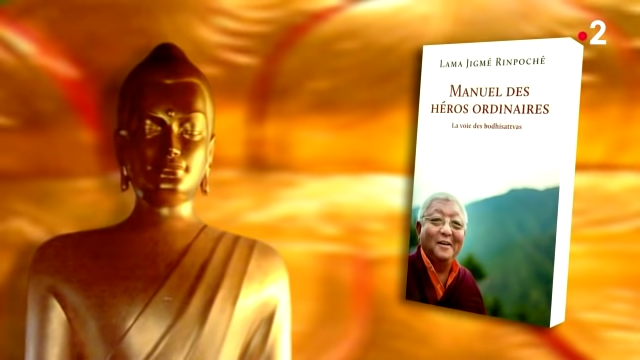 2
LAMA JIGMÉ RINPOCHÉ
MANUEL DES
HÉROS ORDINAIRES
La voie des bodhisattvas